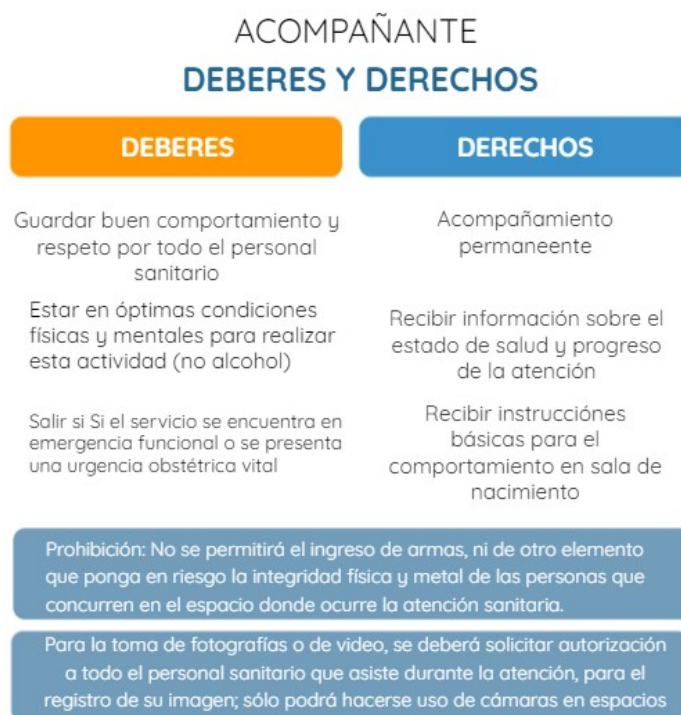 ACOMPAÑANTE
DEBERES Y DERECHOS
DEBERES
Guardar buen comportamiento y
respeto por todo el personal
sanitario
Estar en óptimas condiciones
físicas y mentales para realizar
esta actividad (no alcohol)
Salir si Si el servicio se encuentra en
emergencia funcional o se presenta
una urgencia obstétrica vital
DERECHOS
Acompañamiento
permaneente
Recibir información sobre el
estado de salud y progreso
de la atención
Recibir instrucciónes
básicas para el
comportamiento en sala de
nacimiento
Prohibición: No se permitirá el ingreso de armas, ni de otro elemento
que ponga en riesgo la integridad física y metal de las personas que
concurren en el espacio donde ocurre la atención sanitaria.
Para la toma de fotografías o de video, se deberá solicitar autorización
a todo el personal sanitario que asiste durante la atención, para el
registro de su imagen; sólo podrá hacerse uso de cámaras en espacios